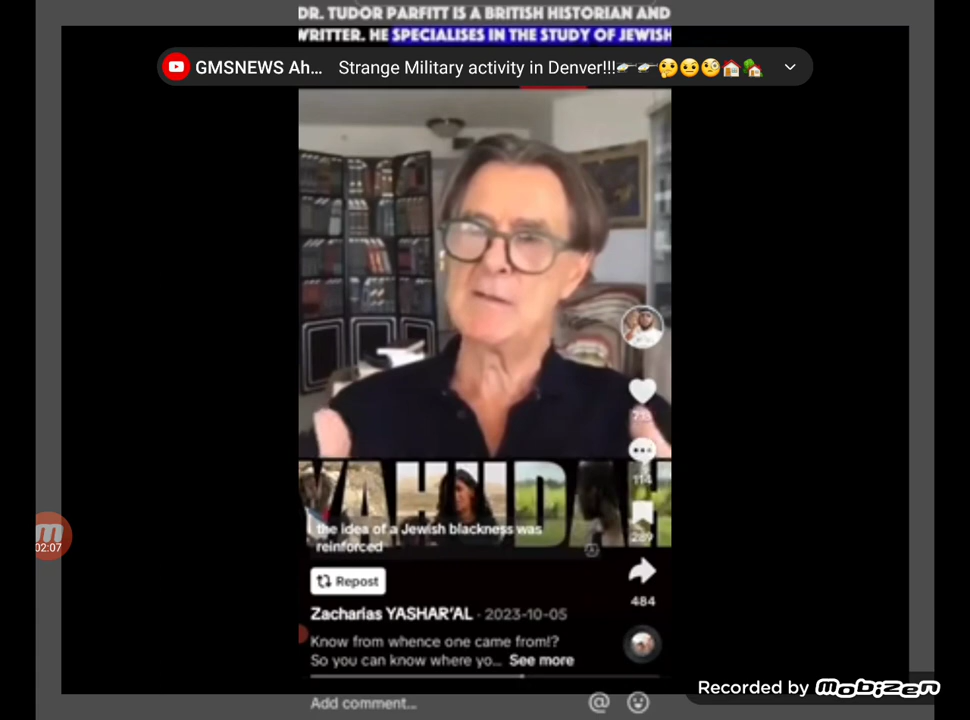 DR. TUDOR PARFITT IS A BRITISH HISTORIAN AND
WRITTER. HE SPECIALISES IN THE STUDY OF JEWISH
GMSNEWS Ah... Strange Military activity in Denver!!!
YAHUDAH
the idea of a Jewish blackness was
reinforced
114
289
Repost
484
Zacharias YASHAR'AL · 2023-10-05
Know from whence one came from!?
So you can know where yo... See more
02:07
Recorded by mobizen
Add comment...